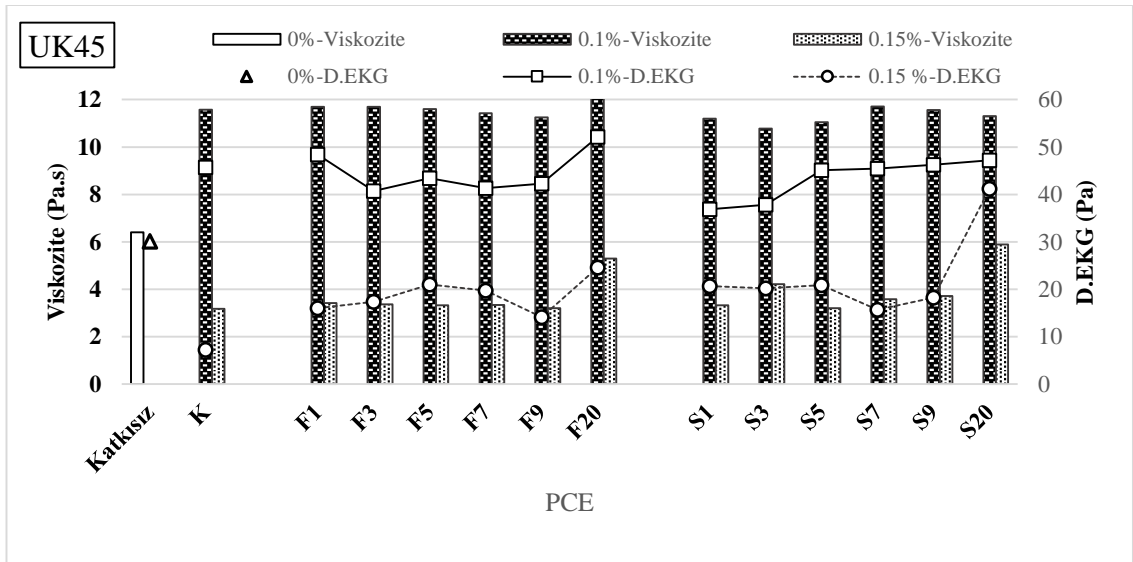 UK45
0%-Viskozite 0.1%-Viskozite 0.15%-Viskozite
0%-D.EKG 0.1%-D.EKG 0.15 %-D.EKG
Viskozite (Pa.s)
12
10
8
6
4
2
0
D.EKG (Pa)
60
50
40
30
20
10
0
Katkısız K F1 F3 F5 F7 F9 F20 S1 S3 S5 S7 S9 S20
PCE